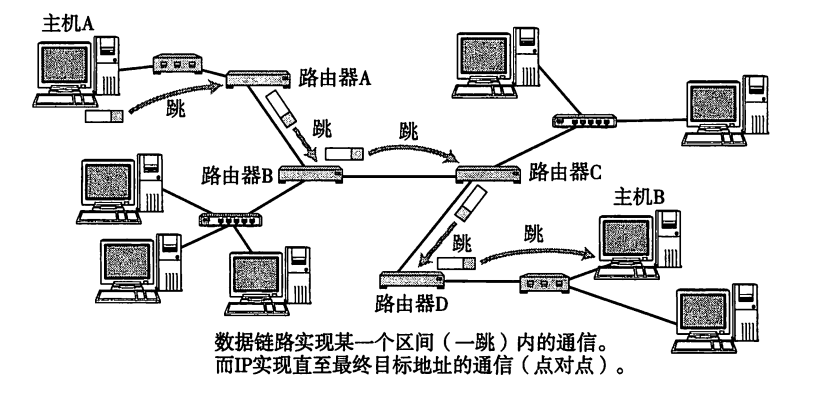 主机A
路由器A
跳
跳
跳
路由器B
路由器C
主机B
跳
跳
路由器D
数据链路实现某一个区间（一跳）内的通信。
而IP实现直至最终目标地址的通信（点对点）。